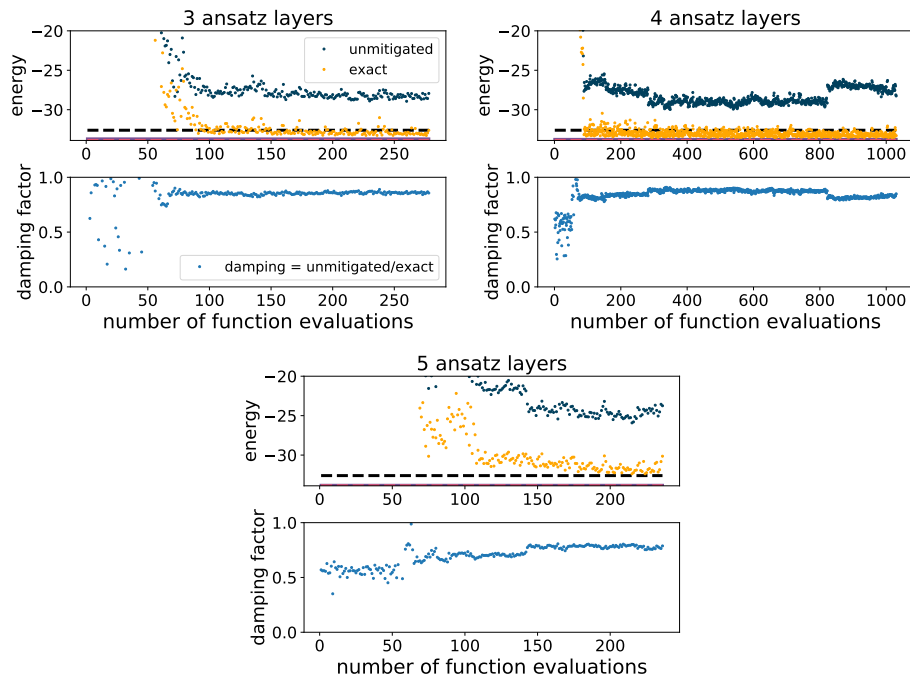 3 ansatz layers
energy
−20
−25
−30
unmitigated
exact
0 50 100 150 200 250
damping factor
1.0
0.5
0.0
damping = unmitigated/exact
0 50 100 150 200 250
number of function evaluations
4 ansatz layers
energy
−20
−25
−30
0 200 400 600 800 1000
damping factor
1.0
0.5
0.0
0 200 400 600 800 1000
number of function evaluations
5 ansatz layers
energy
−20
−25
−30
0 50 100 150 200
damping factor
1.0
0.5
0.0
0 50 100 150 200
number of function evaluations